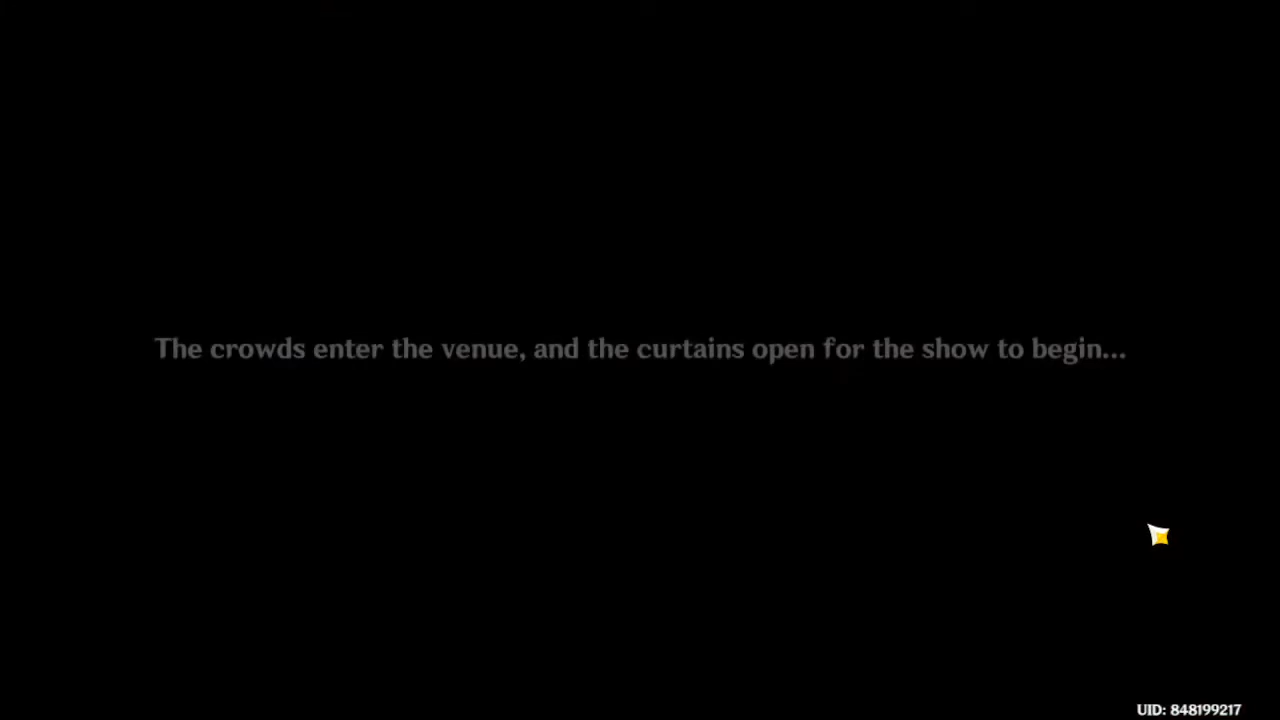 The crowds enter the venue, and the curtains open for the show to begin...
UID: 848199217